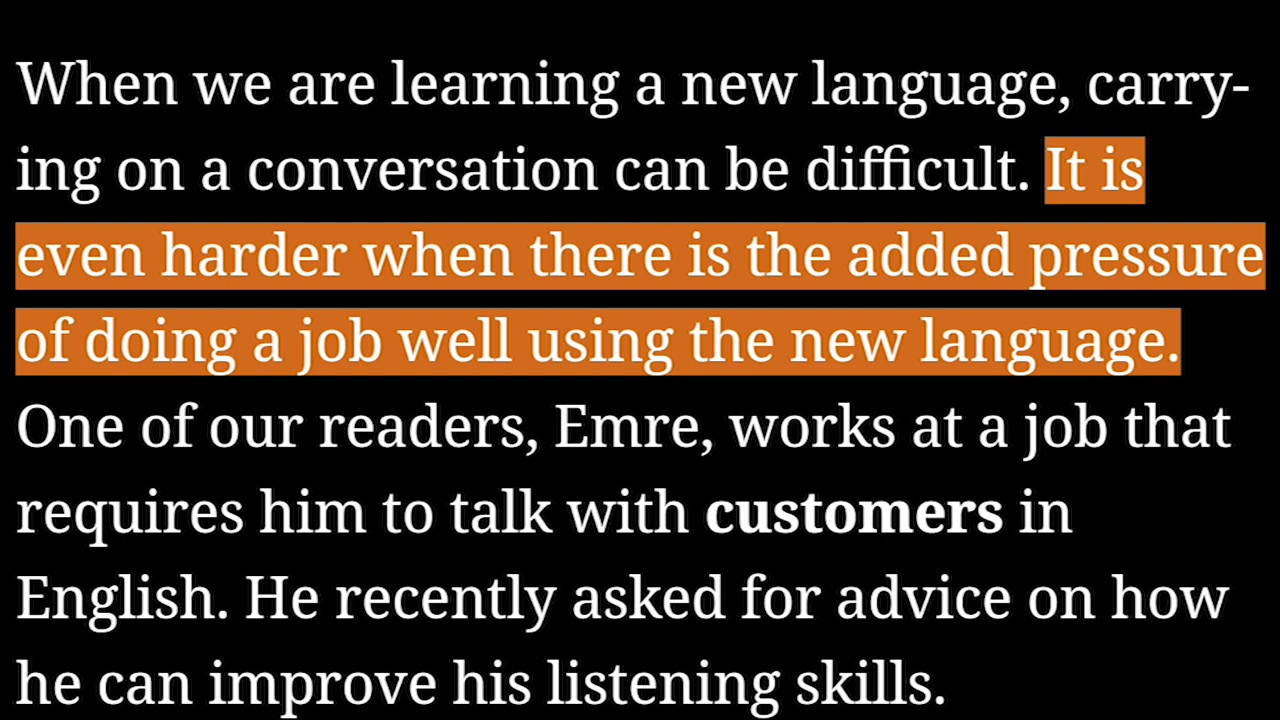 When we are learning a new language, carry-
ing on a conversation can be difficult. It is
even harder when there is the added pressure
of doing a job well using the new language.
One of our readers, Emre, works at a job that
requires him to talk with customers in
English. He recently asked for advice on how
he can improve his listening skills.